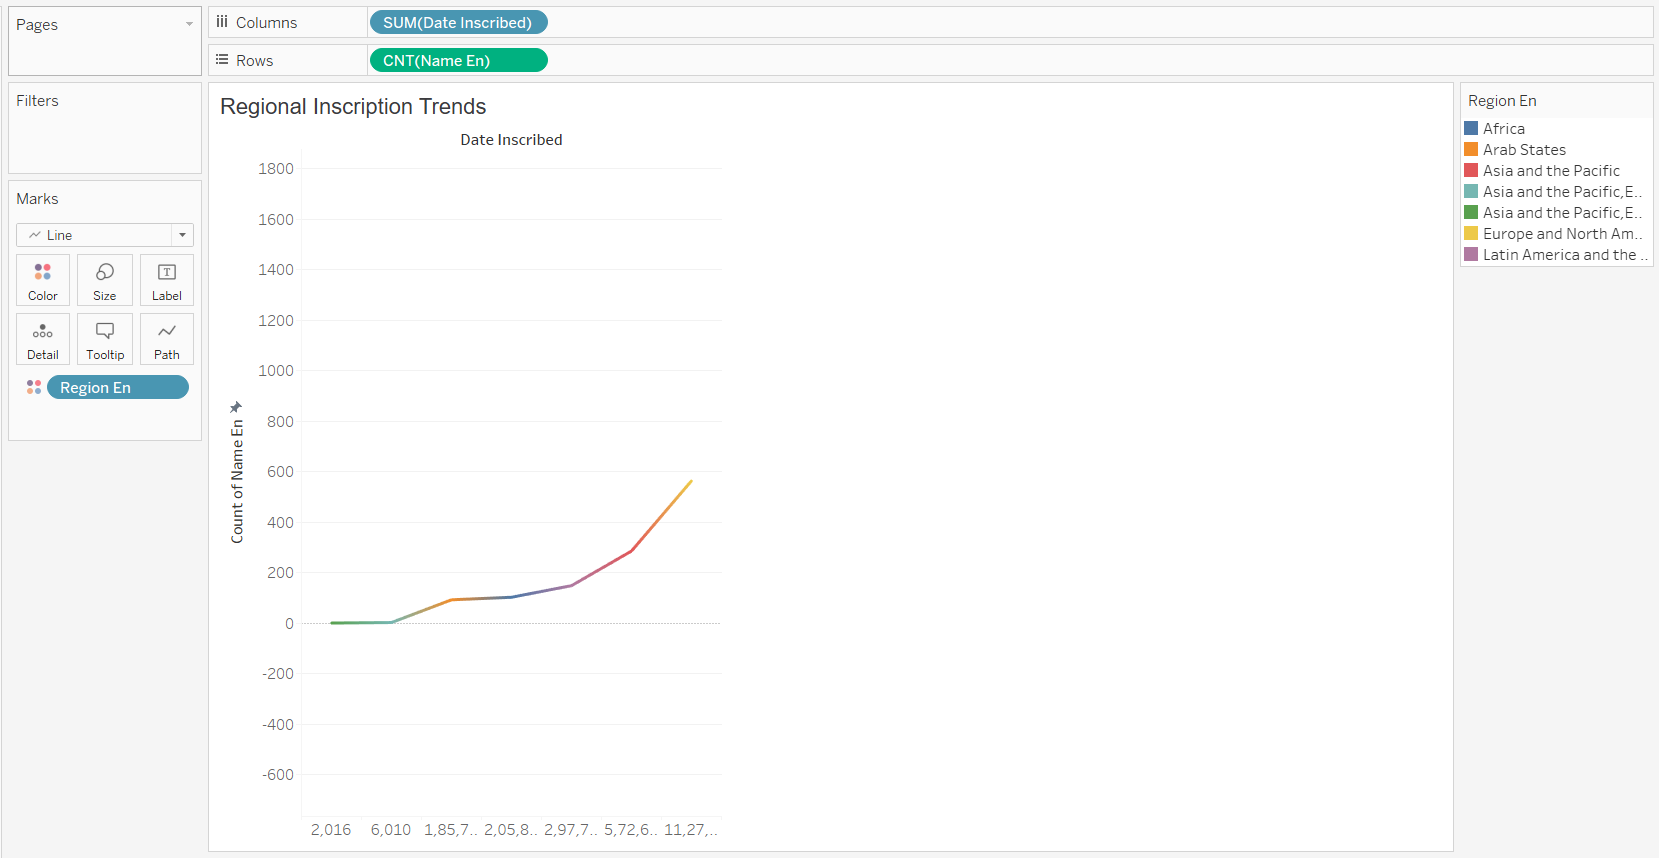 Pages
Columns
SUM(Date Inscribed)
Rows
CNT(Name En)
Filters
Marks
Line
Color
Size
Label
Detail
Tooltip
Path
Region En
Regional Inscription Trends
Date Inscribed
Count of Name En
1800
1600
1400
1200
1000
800
600
400
200
0
-200
-400
-600
2,016 6,010 1,85,7.. 2,05,8.. 2,97,7.. 5,72,6.. 11,27,..
Region En
Africa
Arab States
Asia and the Pacific
Asia and the Pacific,E..
Asia and the Pacific,E..
Europe and North Am..
Latin America and the ..